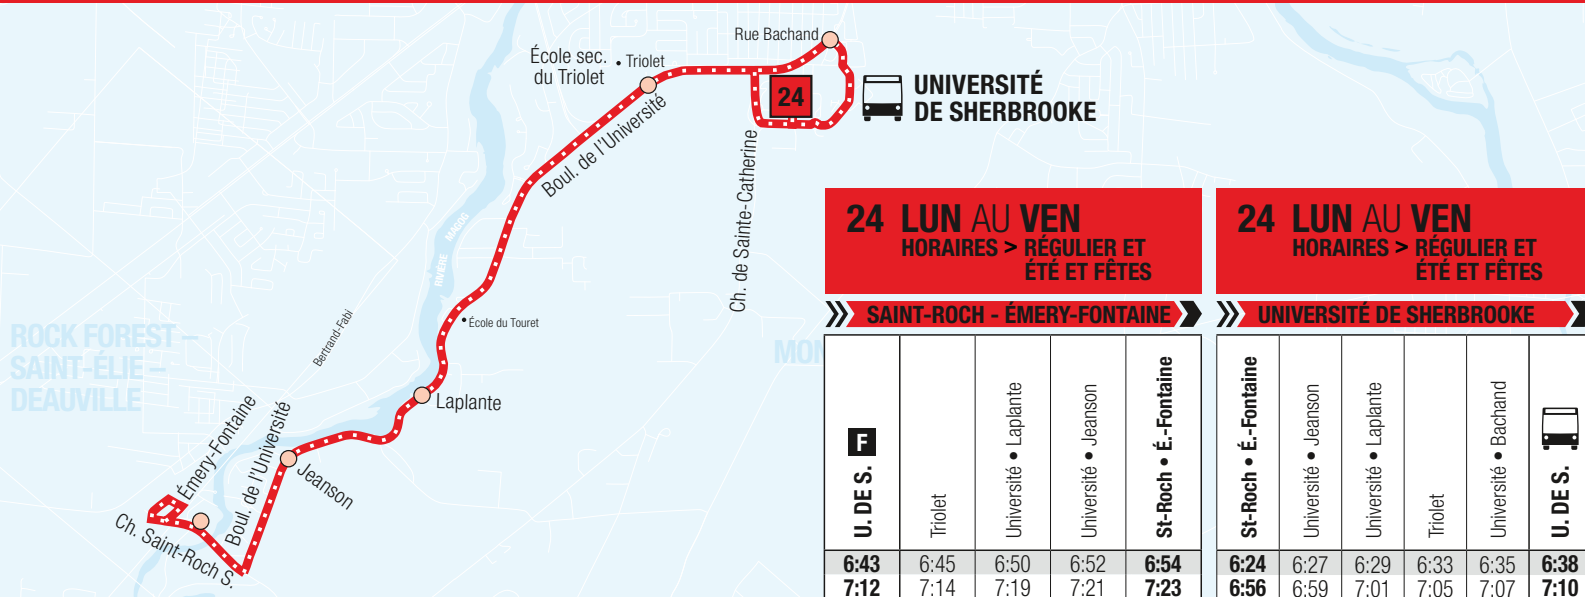 Rue Bachand
École sec.
du Triolet
Triolet
24
UNIVERSITÉ
DE SHERBROOKE
Boul. de l'Université
Ch. de Sainte-Catherine
RIVIÈRE MAGOG
École du Touret
Bertrand-Fabi
ROCK FOREST –
SAINT-ÉLIE –
DEAUVILLE
MON
Laplante
Émery-Fontaine
Boul. de l'Université
Jeanson
Ch. Saint-Roch S.
24 LUN AU VEN
HORAIRES > RÉGULIER ET
ÉTÉ ET FÊTES
SAINT-ROCH - ÉMERY-FONTAINE
U. DE S. F
Triolet
Université • Laplante
Université • Jeanson
St-Roch • É.-Fontaine
6:43 6:45 6:50 6:52 6:54
7:12 7:14 7:19 7:21 7:23
24 LUN AU VEN
HORAIRES > RÉGULIER ET
ÉTÉ ET FÊTES
UNIVERSITÉ DE SHERBROOKE
St-Roch • É.-Fontaine
Université • Jeanson
Université • Laplante
Triolet
Université • Bachand
U. DE S.
6:24 6:27 6:29 6:33 6:35 6:38
6:56 6:59 7:01 7:05 7:07 7:10